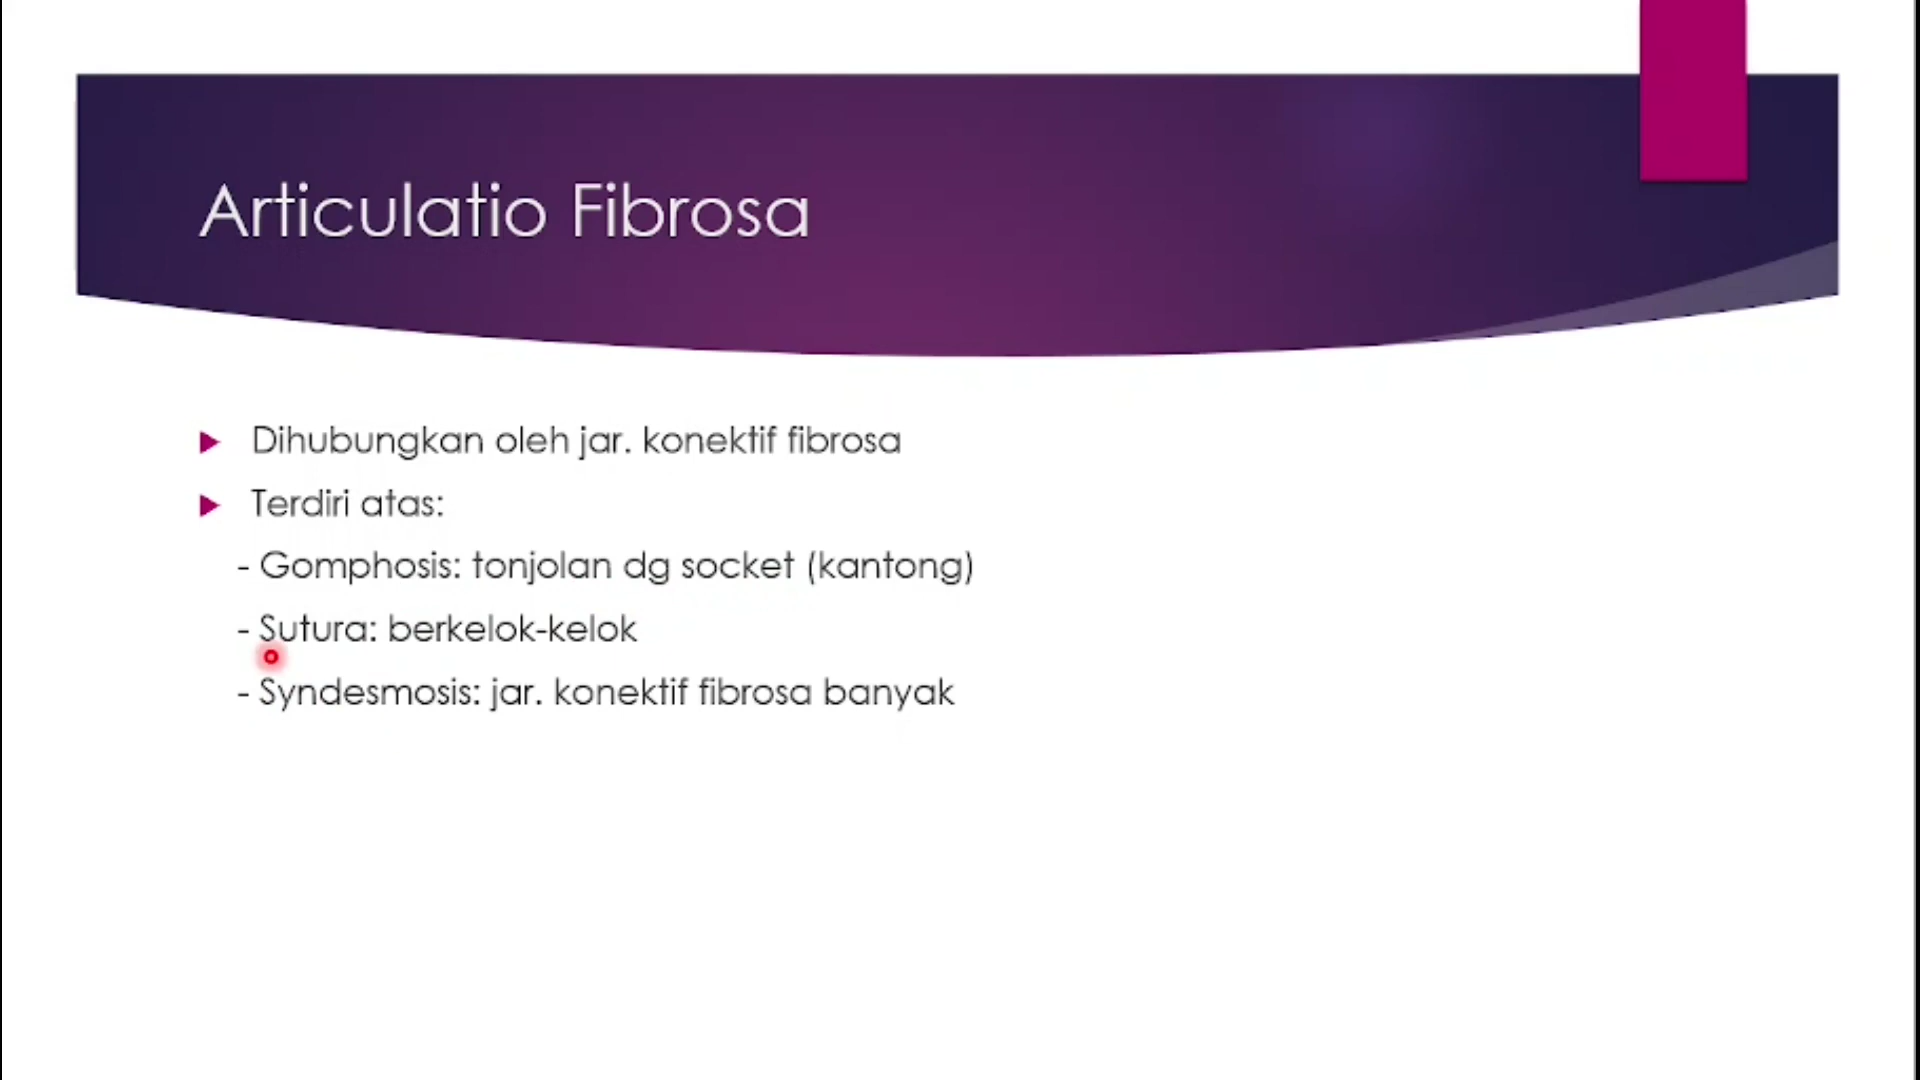 Articulatio Fibrosa
Dihubungkan oleh jar. konektif fibrosa
Terdiri atas:
- Gomphosis: tonjolan dg socket (kantong)
- Sutura: berkelok-kelok
- Syndesmosis: jar. konektif fibrosa banyak